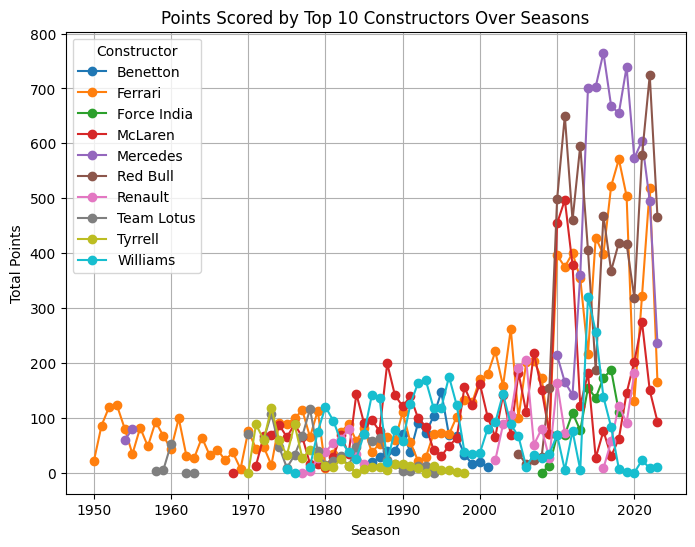 Points Scored by Top 10 Constructors Over Seasons
Total Points
800
700
600
500
400
300
200
100
0
Constructor
Benetton
Ferrari
Force India
McLaren
Mercedes
Red Bull
Renault
Team Lotus
Tyrrell
Williams
1950
1960
1970
1980
1990
2000
2010
2020
Season